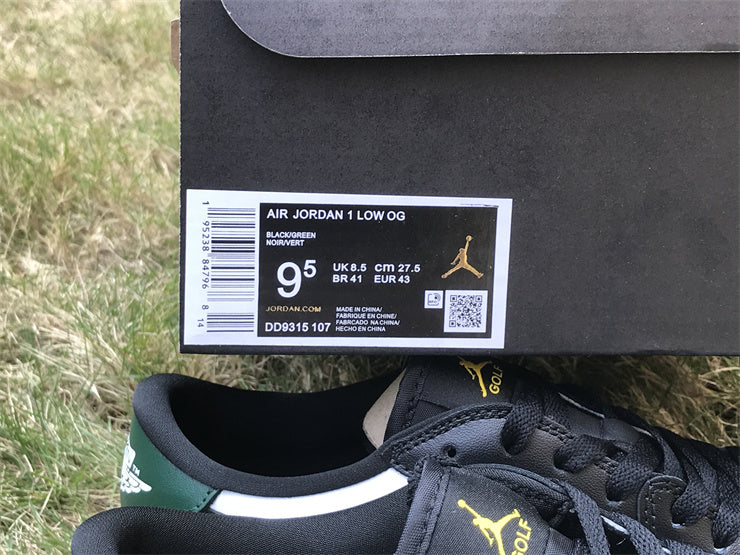 AIR JORDAN 1 LOW OG
BLACK/GREEN
NOIR/VERT
9⁵
UK 8.5 cm 27.5
BR 41 EUR 43
JORDAN.COM
DD9315 107
MADE IN CHINA/
FABRIQUE EN CHINE/
FABRICADO NA CHINA/
HECHO EN CHINA
1 95238 84796 8 14
GOLF
GOLF
TM